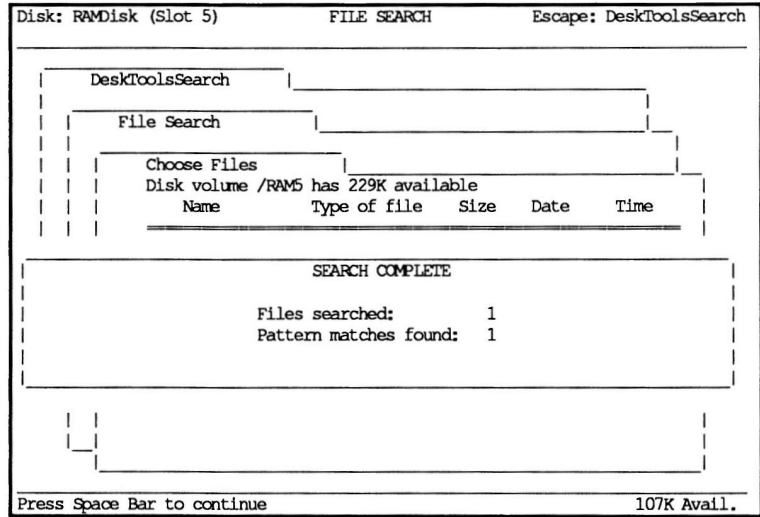 Disk: RAMDisk (Slot 5) FILE SEARCH Escape: DeskToolsSearch
DeskToolsSearch
File Search
Choose Files
Disk volume /RAM5 has 229K available
Name Type of file Size Date Time
SEARCH COMPLETE
Files searched: 1
Pattern matches found: 1
Press Space Bar to continue 107K Avail.